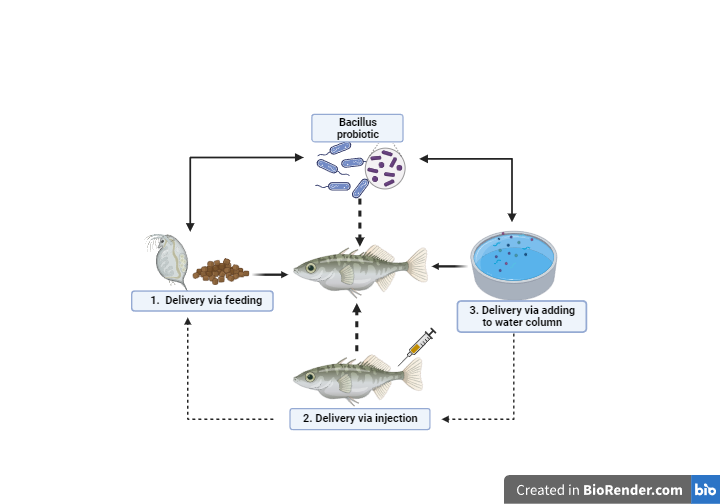 Bacillus
probiotic
1. Delivery via feeding
3. Delivery via adding
to water column
2. Delivery via injection
Created in BioRender.com bio